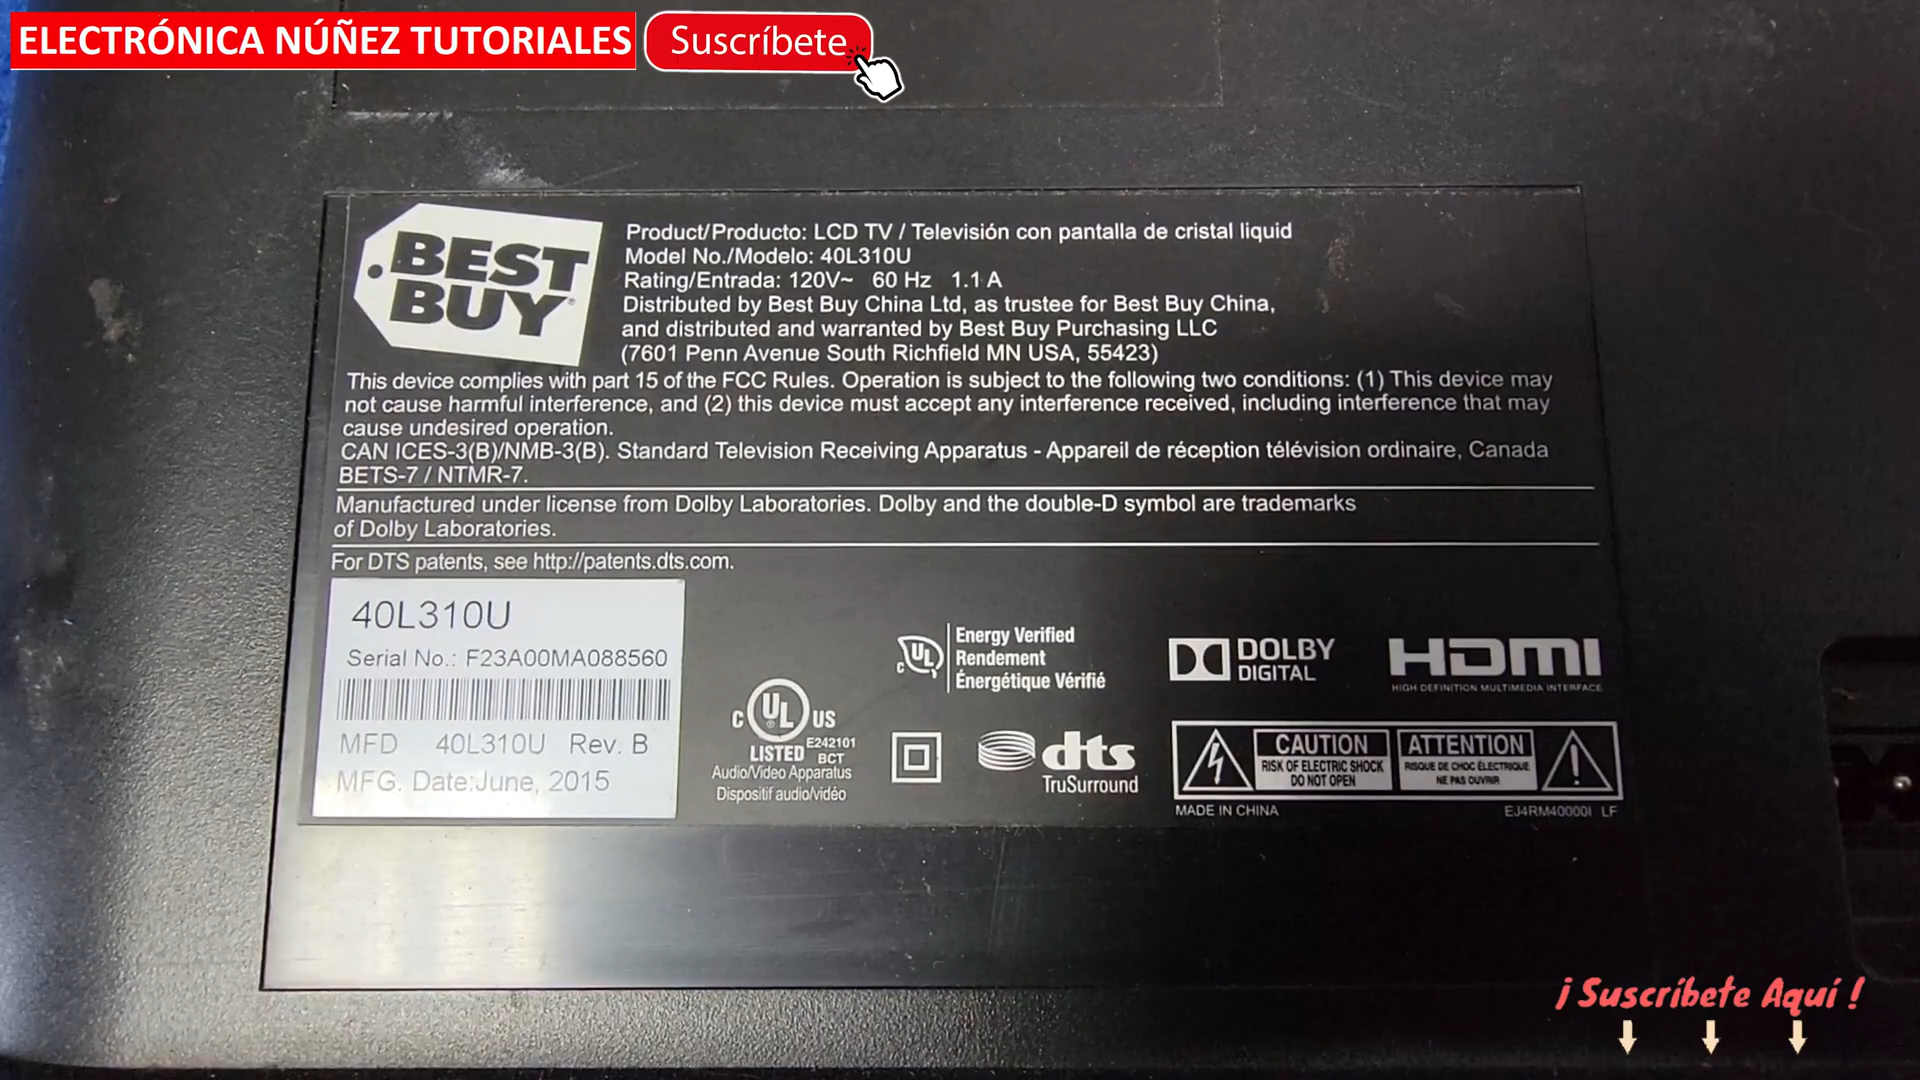 ELECTRÓNICA NÚÑEZ TUTORIALES
Suscríbete
BEST
BUY
Product/Producto: LCD TV / Televisión con pantalla de cristal liquid
Model No./Modelo: 40L310U
Rating/Entrada: 120V~ 60 Hz 1.1 A
Distributed by Best Buy China Ltd, as trustee for Best Buy China,
and distributed and warranted by Best Buy Purchasing LLC
(7601 Penn Avenue South Richfield MN USA, 55423)
This device complies with part 15 of the FCC Rules. Operation is subject to the following two conditions: (1) This device may
not cause harmful interference, and (2) this device must accept any interference received, including interference that may
cause undesired operation.
CAN ICES-3(B)/NMB-3(B). Standard Television Receiving Apparatus - Appareil de réception télévision ordinaire, Canada
BETS-7 / NTMR-7.
Manufactured under license from Dolby Laboratories. Dolby and the double-D symbol are trademarks
of Dolby Laboratories.
For DTS patents, see http://patents.dts.com.
40L310U
Serial No.: F23A00MA088560
MFD 40L310U Rev. B
MFG. Date:June, 2015
C UL US
LISTED E242101
BCT
Audio/Video Apparatus
Dispositif audio/vidéo
C UL
Energy Verified
Rendement
Énergétique Vérifié
DOLBY
DIGITAL
HDMI
HIGH DEFINITION MULTIMEDIA INTERFACE
dts
TruSurround
CAUTION
RISK OF ELECTRIC SHOCK
DO NOT OPEN
ATTENTION
RISQUE DE CHOC ÉLECTRIQUE
NE PAS OUVRIR
MADE IN CHINA
EJ4RM40000I LF
¡ Suscríbete Aquí !